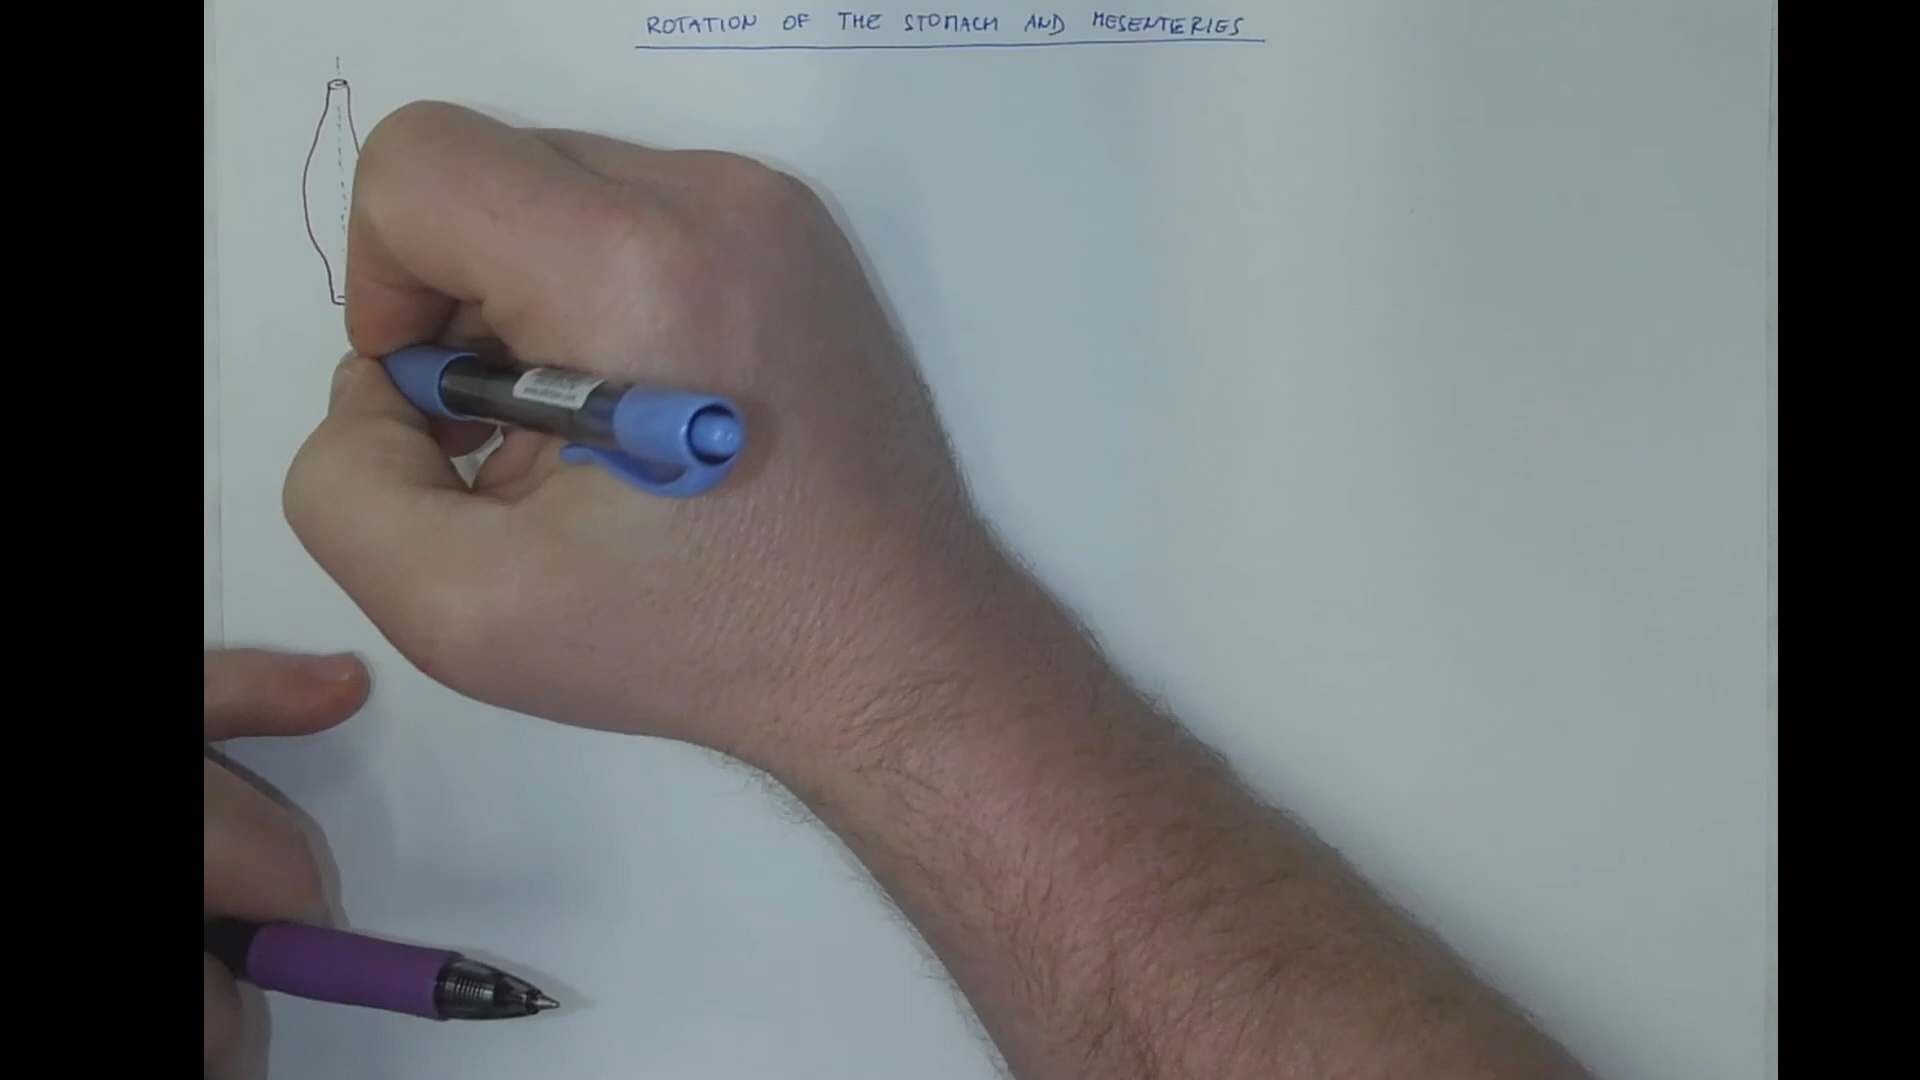 ROTATION OF THE STOMACH AND MESENTERIES